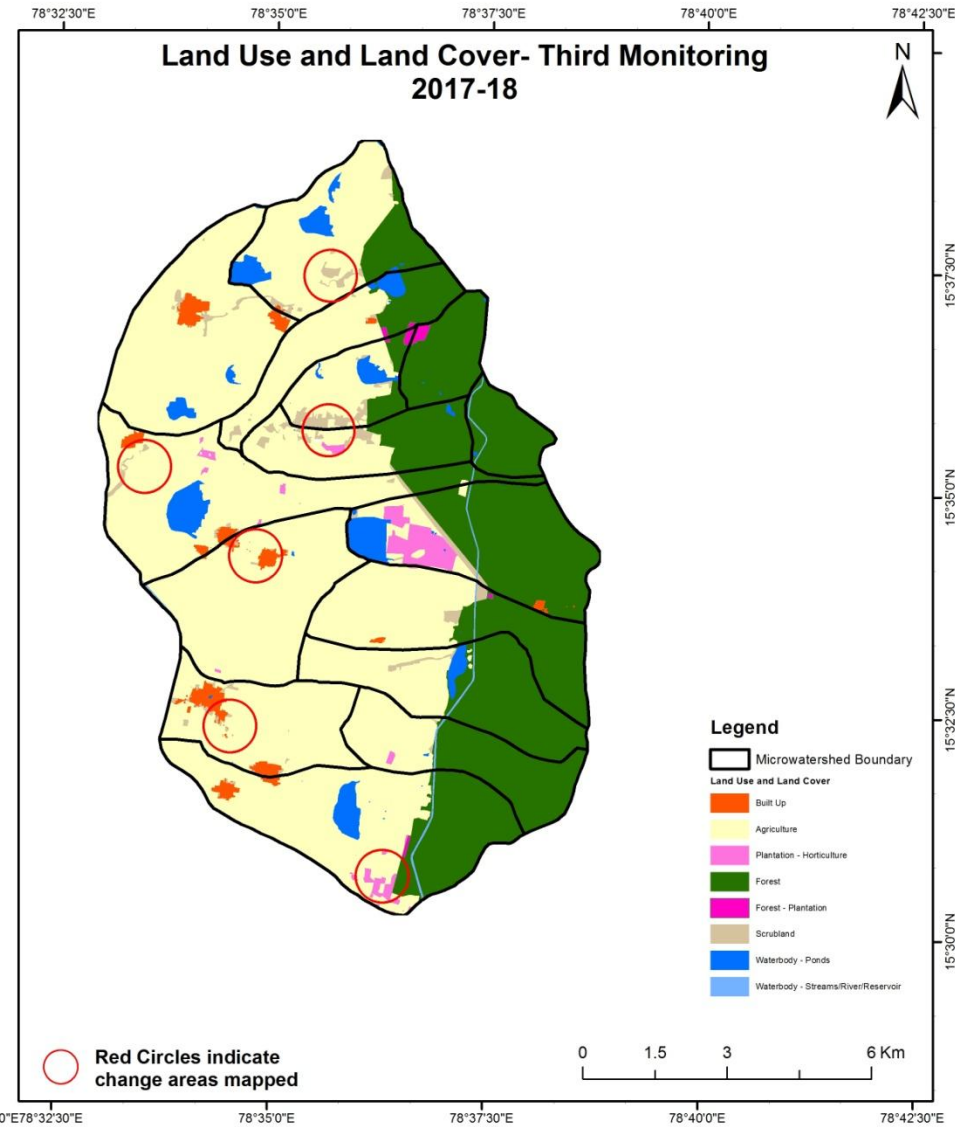 78°32'30"E 78°35'0"E 78°37'30"E 78°40'0"E 78°42'30"E
Land Use and Land Cover- Third Monitoring
2017-18
N
15°37'30"N
15°35'0"N
15°32'30"N
15°30'0"N
Legend
Microwatershed Boundary
Land Use and Land Cover
Built Up
Agriculture
Plantation - Horticulture
Forest
Forest - Plantation
Scrubland
Waterbody - Ponds
Waterbody - Streams/River/Reservoir
Red Circles indicate
change areas mapped
0 1.5 3 6 Km
0"E78°32'30"E 78°35'0"E 78°37'30"E 78°40'0"E 78°42'30"E